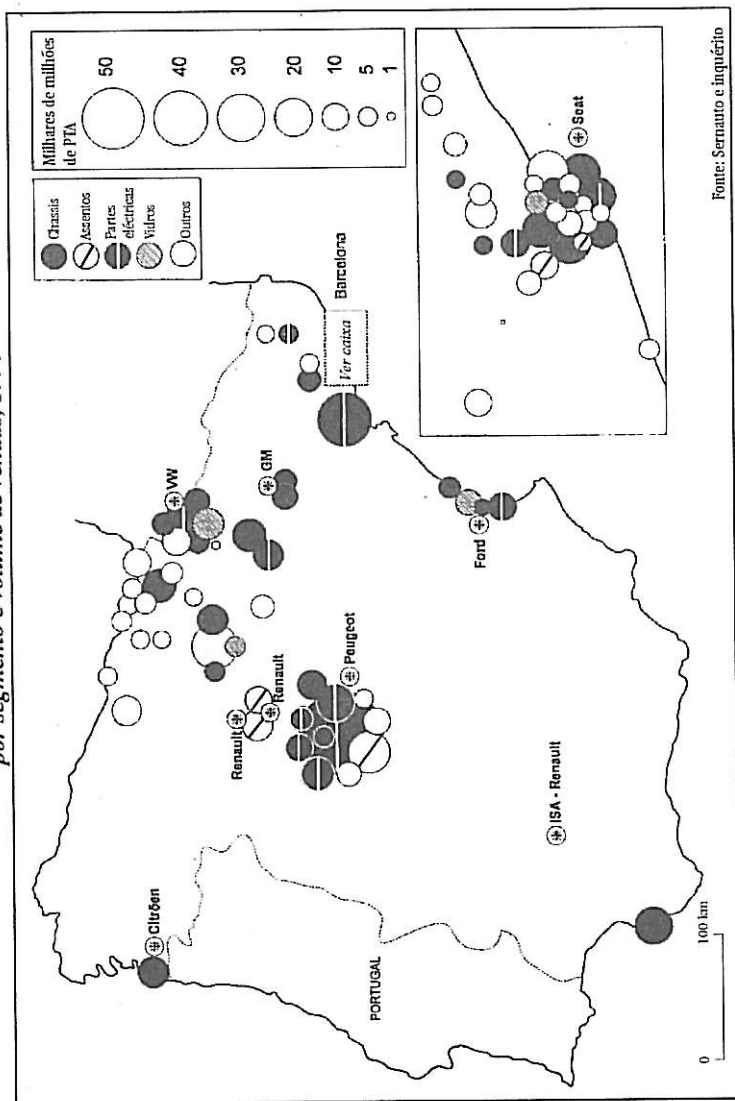 por segmento e volume de vendas,
Milhares de milhões
de PTA
50
40
30
20
10
5
1
Chassis
Assentos
Partes
eléctricas
Vidros
Outros
Citröen
VW
GM
Renault
Renault
Peugeot
Ford
ISA - Renault
PORTUGAL
Barcelona
Ver caixa
Seat
0
100 km
Fonte: Sernauto e inquérito